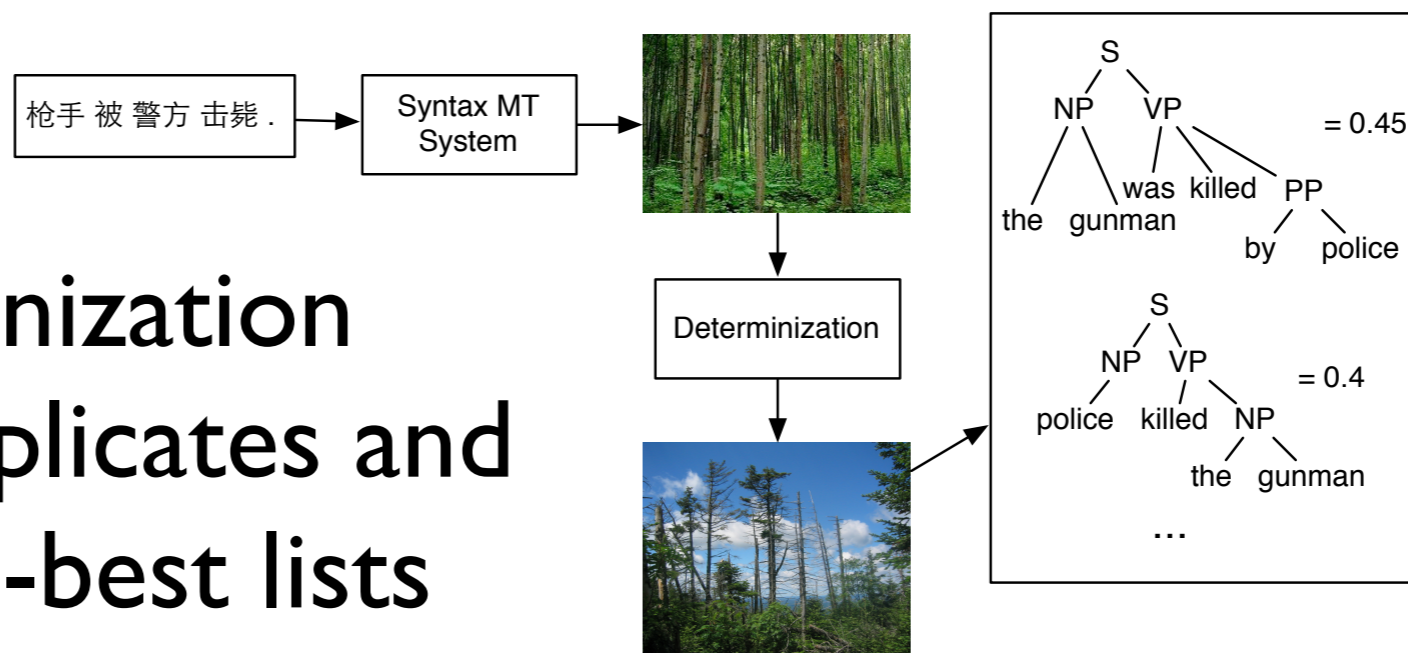 枪手 被 警方 击毙 .
Syntax MT
System
nization
plicates and
-best lists
Determinization
S
NP VP
= 0.45
was killed PP
the gunman
by police
S
NP VP
= 0.4
police killed NP
the gunman
...